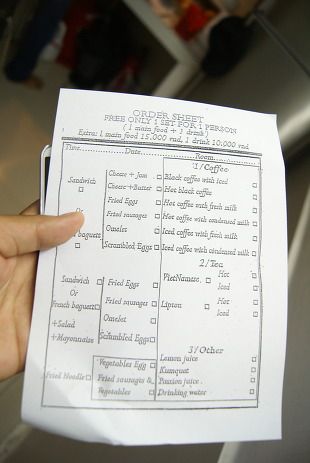 ORDER SHEET
FREE ONLY 1 SET FOR 1 PERSON
( 1 main food + 1 drink )
Extra: 1 main food 15.000 vnd, 1 drink 10.000 vnd
Time Date Room
Sandwich
Or
baguett
Cheese + Jam
Cheese + Butter
Fried Eggs
Fried sausages
Omelet
Scrambled Eggs
1/ Coffee
Black coffee with iced
Hot black coffee
Hot coffee with fresh milk
Hot coffee with condensed milk
Iced coffee with fresh milk
Iced coffee with condensed milk
Sandwich
Or
French baguett
+Salad
+Mayonnaise
Fried Eggs
Fried sausages
Omelet
Scrambled Eggs
2/ Tea
VietNamese Hot
Iced
Lipton Hot
Iced
Fried Noodle
Vegetables Egg
Fried sausages &
Vegetables
3/ Other
Lemon juice
Kumquat
Passion juice
Drinking water